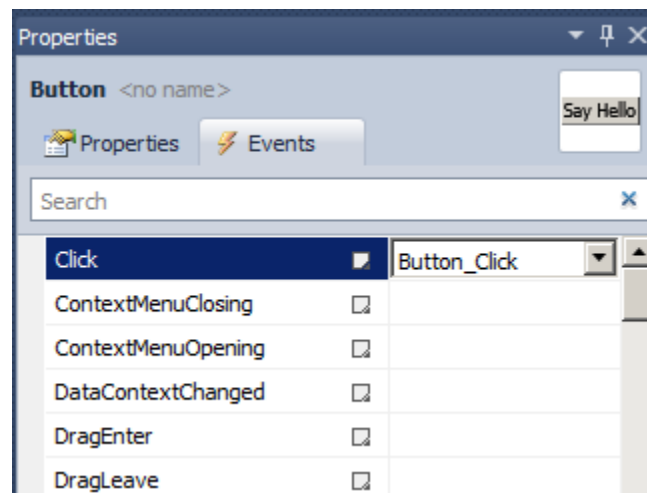 Properties
Button <no name>
Say Hello
Properties Events
Search
Click Button_Click
ContextMenuClosing
ContextMenuOpening
DataContextChanged
DragEnter
DragLeave